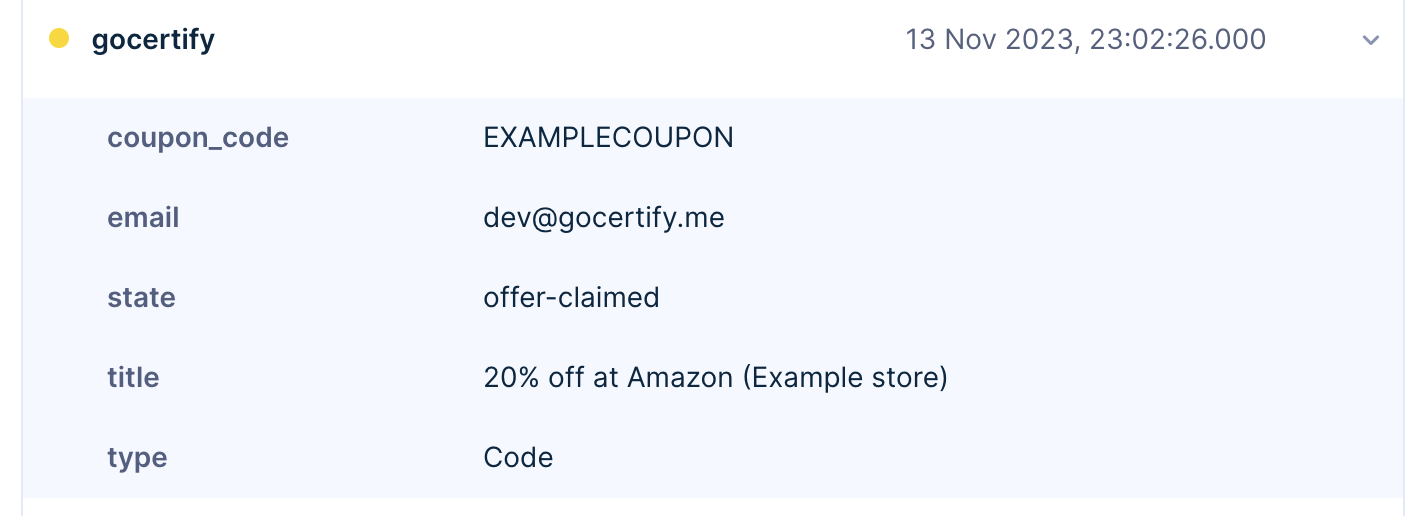 gocertify 13 Nov 2023, 23:02:26.000
coupon_code EXAMPLECOUPON
email dev@gocertify.me
state offer-claimed
title 20% off at Amazon (Example store)
type Code